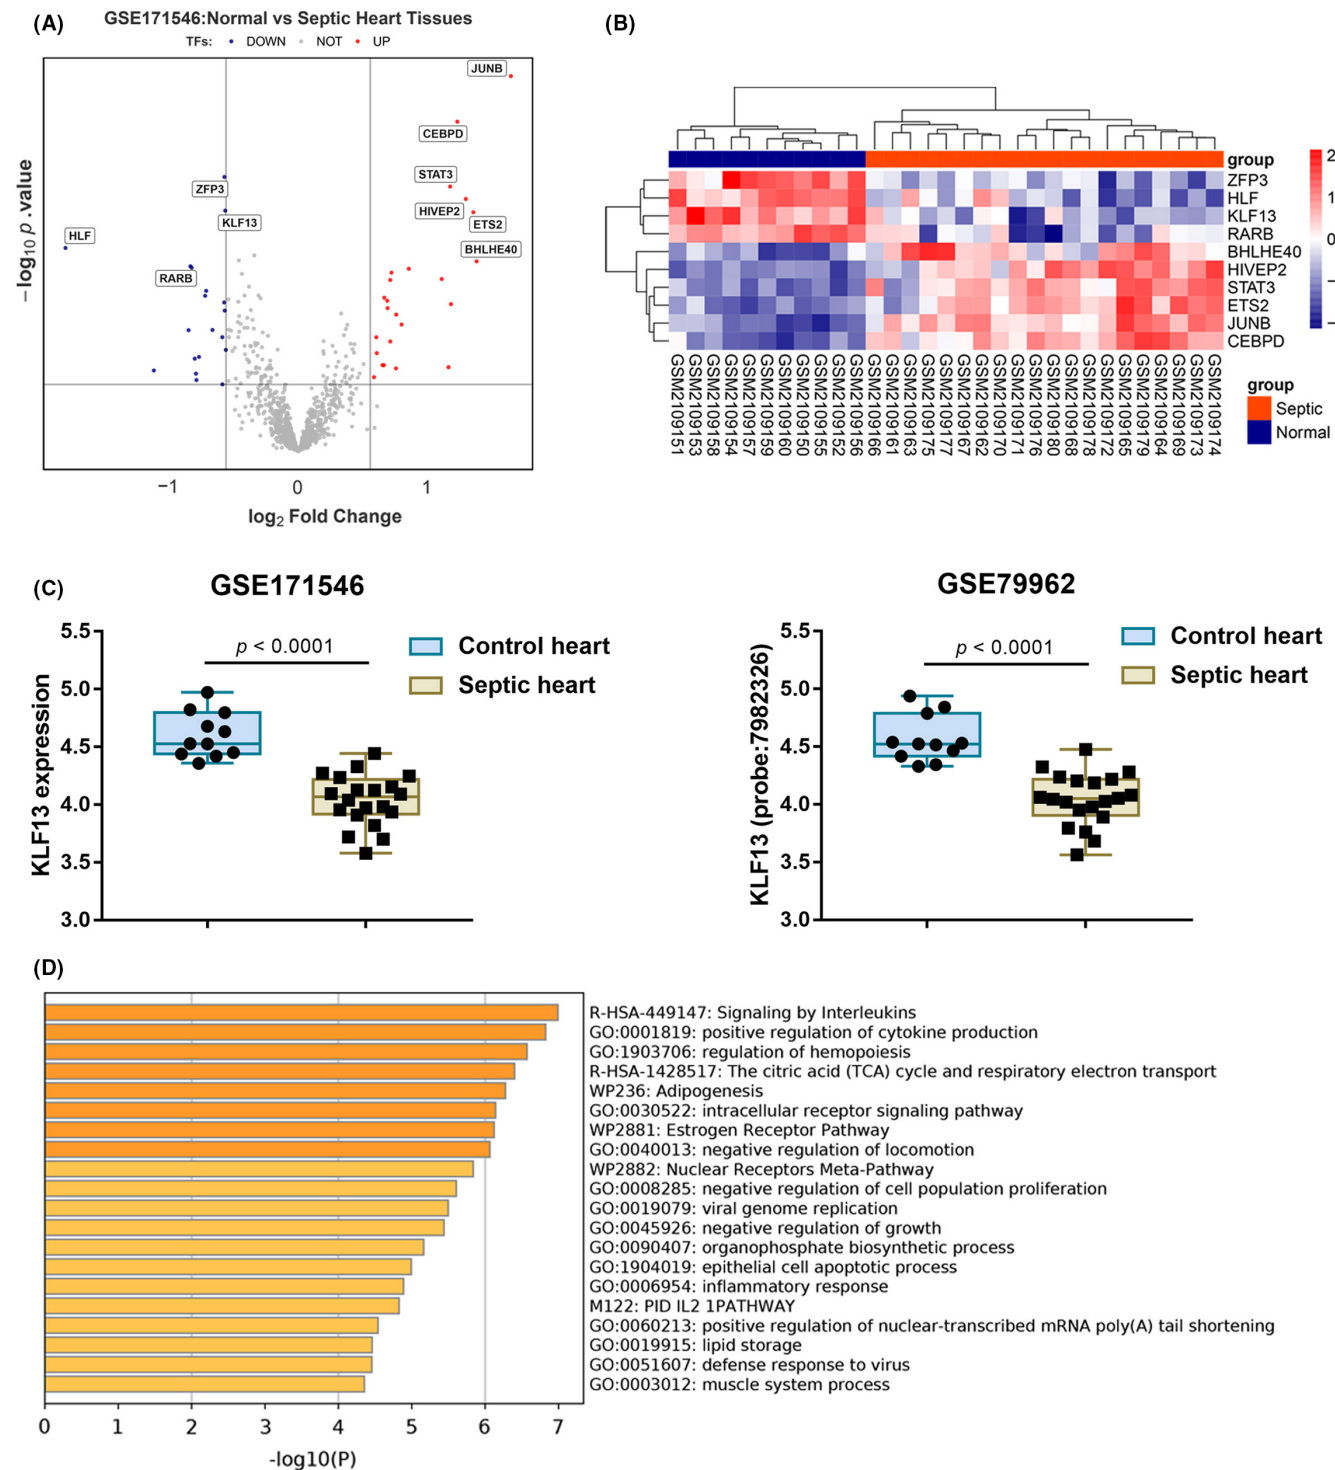 (A)
GSE171546:Normal vs Septic Heart Tissues
TFs: DOWN NOT UP
JUNB
CEBPD
STAT3
ZFP3
HIVEP2
KLF13
ETS2
HLF
BHLHE40
RARB
−log10 p.value
−1 0 1
log2 Fold Change
(B)
group
ZFP3
HLF
KLF13
RARB
BHLHE40
HIVEP2
STAT3
ETS2
JUNB
CEBPD
2
1
0
−
−
GSM2109151
GSM2109153
GSM2109158
GSM2109154
GSM2109157
GSM2109159
GSM2109160
GSM2109150
GSM2109155
GSM2109152
GSM2109156
GSM2109166
GSM2109161
GSM2109163
GSM2109175
GSM2109177
GSM2109167
GSM2109162
GSM2109170
GSM2109171
GSM2109176
GSM2109180
GSM2109168
GSM2109178
GSM2109172
GSM2109165
GSM2109179
GSM2109164
GSM2109169
GSM2109173
GSM2109174
group
Septic
Normal
(C)
GSE171546
p < 0.0001
Control heart
Septic heart
KLF13 expression
5.5
5.0
4.5
4.0
3.5
3.0
GSE79962
p < 0.0001
Control heart
Septic heart
KLF13 (probe:7982326)
5.5
5.0
4.5
4.0
3.5
3.0
(D)
R-HSA-449147: Signaling by Interleukins
GO:0001819: positive regulation of cytokine production
GO:1903706: regulation of hemopoiesis
R-HSA-1428517: The citric acid (TCA) cycle and respiratory electron transport
WP236: Adipogenesis
GO:0030522: intracellular receptor signaling pathway
WP2881: Estrogen Receptor Pathway
GO:0040013: negative regulation of locomotion
WP2882: Nuclear Receptors Meta-Pathway
GO:0008285: negative regulation of cell population proliferation
GO:0019079: viral genome replication
GO:0045926: negative regulation of growth
GO:0090407: organophosphate biosynthetic process
GO:1904019: epithelial cell apoptotic process
GO:0006954: inflammatory response
M122: PID IL2 1PATHWAY
GO:0060213: positive regulation of nuclear-transcribed mRNA poly(A) tail shortening
GO:0019915: lipid storage
GO:0051607: defense response to virus
GO:0003012: muscle system process
0 1 2 3 4 5 6 7
-log10(P)